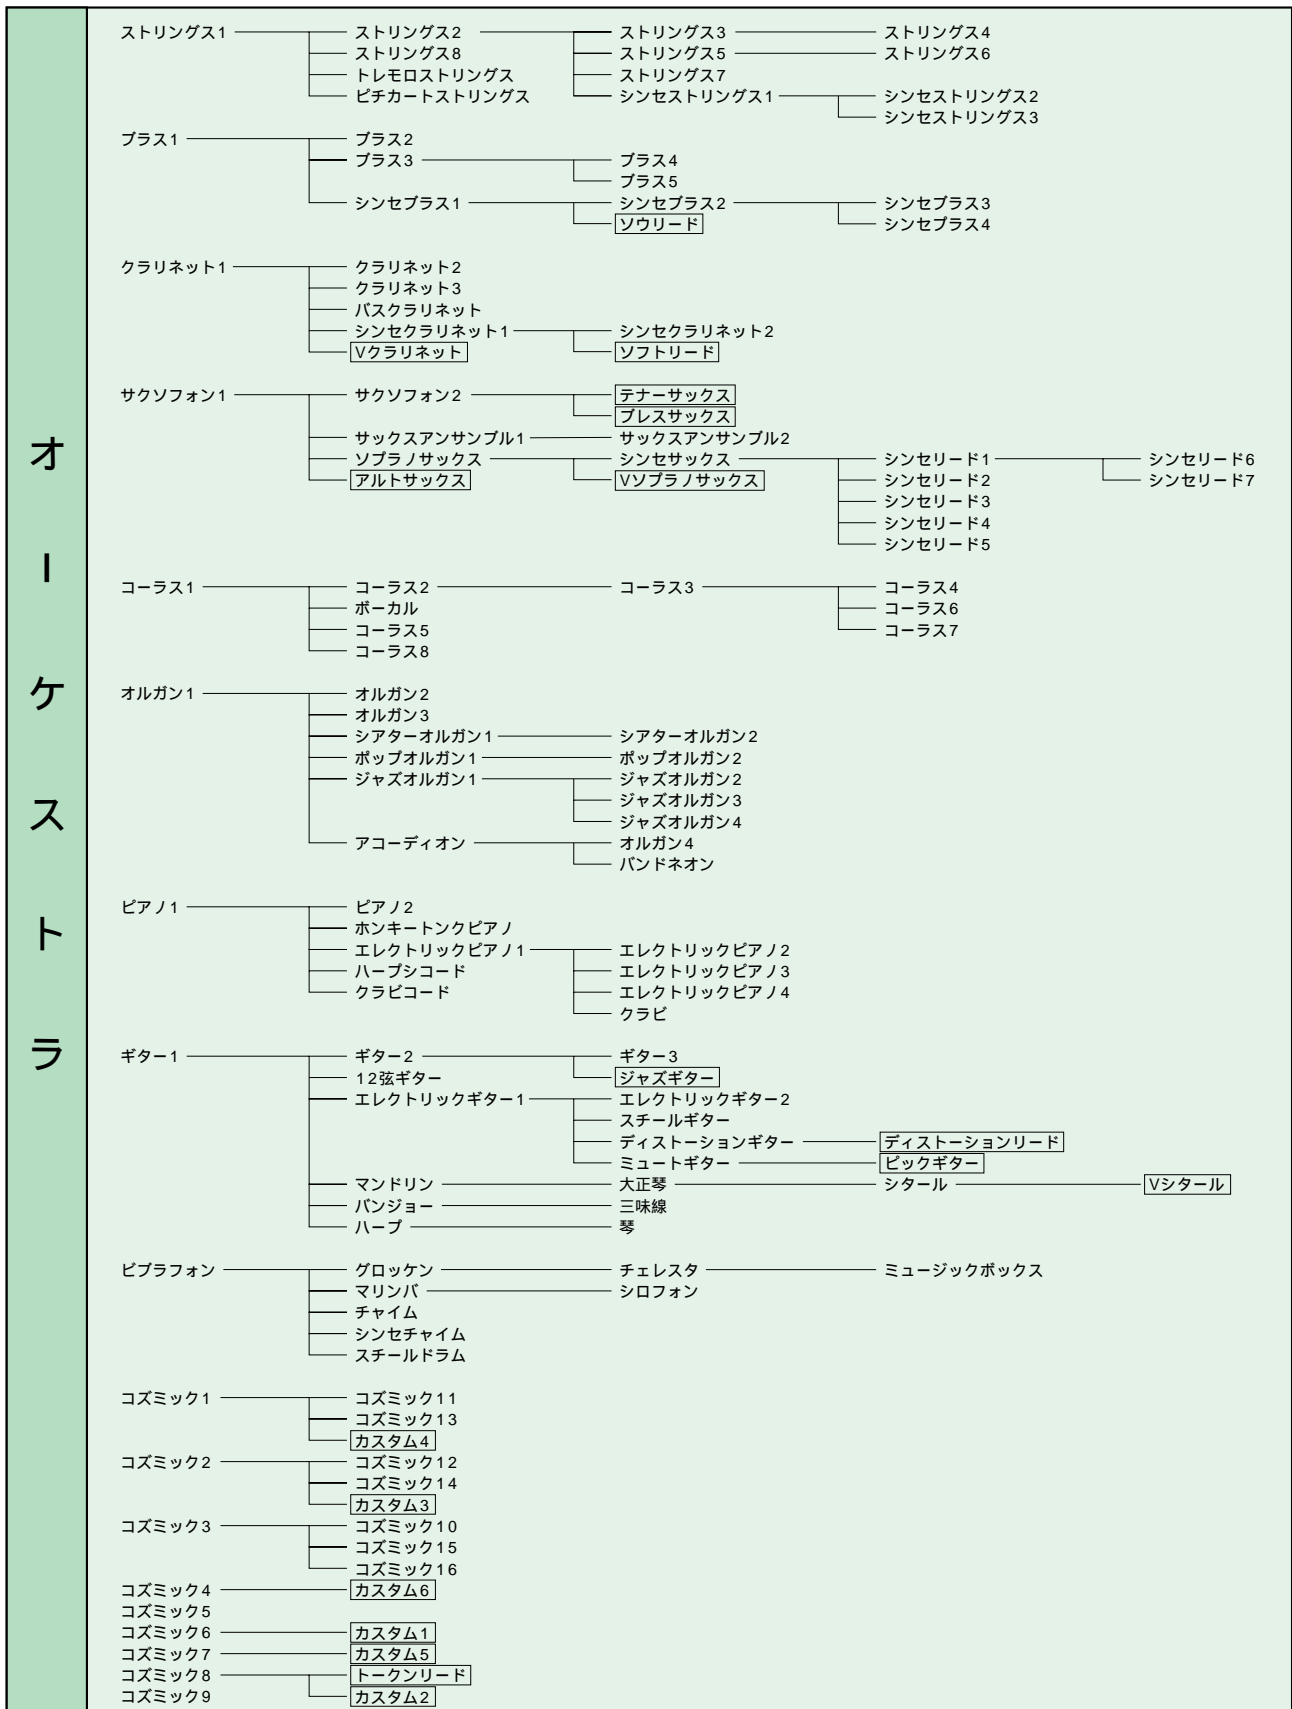 オーケストラ
ストリングス1 ストリングス2 ストリングス3 ストリングス4
ストリングス8 ストリングス5 ストリングス6
トレモロストリングス ストリングス7
ピチカートストリングス シンセストリングス1 シンセストリングス2
シンセストリングス3
ブラス1 ブラス2
ブラス3 ブラス4
ブラス5
シンセブラス1 シンセブラス2 シンセブラス3
ソウリード シンセブラス4
クラリネット1 クラリネット2
クラリネット3
バスクラリネット
シンセクラリネット1 シンセクラリネット2
Vクラリネット ソフトリード
サクソフォン1 サクソフォン2 テナーサックス
ブレスサックス
サックスアンサンブル1 サックスアンサンブル2
ソプラノサックス シンセサックス シンセリード1 シンセリード6
アルトサックス Vソプラノサックス シンセリード2 シンセリード7
シンセリード3
シンセリード4
シンセリード5
コーラス1 コーラス2 コーラス3 コーラス4
ボーカル コーラス6
コーラス5 コーラス7
コーラス8
オルガン1 オルガン2
オルガン3
シアターオルガン1 シアターオルガン2
ポップオルガン1 ポップオルガン2
ジャズオルガン1 ジャズオルガン2
ジャズオルガン3
ジャズオルガン4
アコーディオン オルガン4
バンドネオン
ピアノ1 ピアノ2
ホンキートンクピアノ
エレクトリックピアノ1 エレクトリックピアノ2
ハープシコード エレクトリックピアノ3
クラビコード エレクトリックピアノ4
クラビ
ギター1 ギター2 ギター3
12弦ギター ジャズギター
エレクトリックギター1 エレクトリックギター2
スチールギター
ディストーションギター ディストーションリード
ミュートギター ピックギター
マンドリン 大正琴 シタール Vシタール
バンジョー 三味線
ハープ 琴
ビブラフォン グロッケン チェレスタ ミュージックボックス
マリンバ シロフォン
チャイム
シンセチャイム
スチールドラム
コズミック1 コズミック11
コズミック13
カスタム4
コズミック2 コズミック12
コズミック14
カスタム3
コズミック3 コズミック10
コズミック15
コズミック16
コズミック4 カスタム6
コズミック5
コズミック6 カスタム1
コズミック7 カスタム5
コズミック8 トークンリード
コズミック9 カスタム2